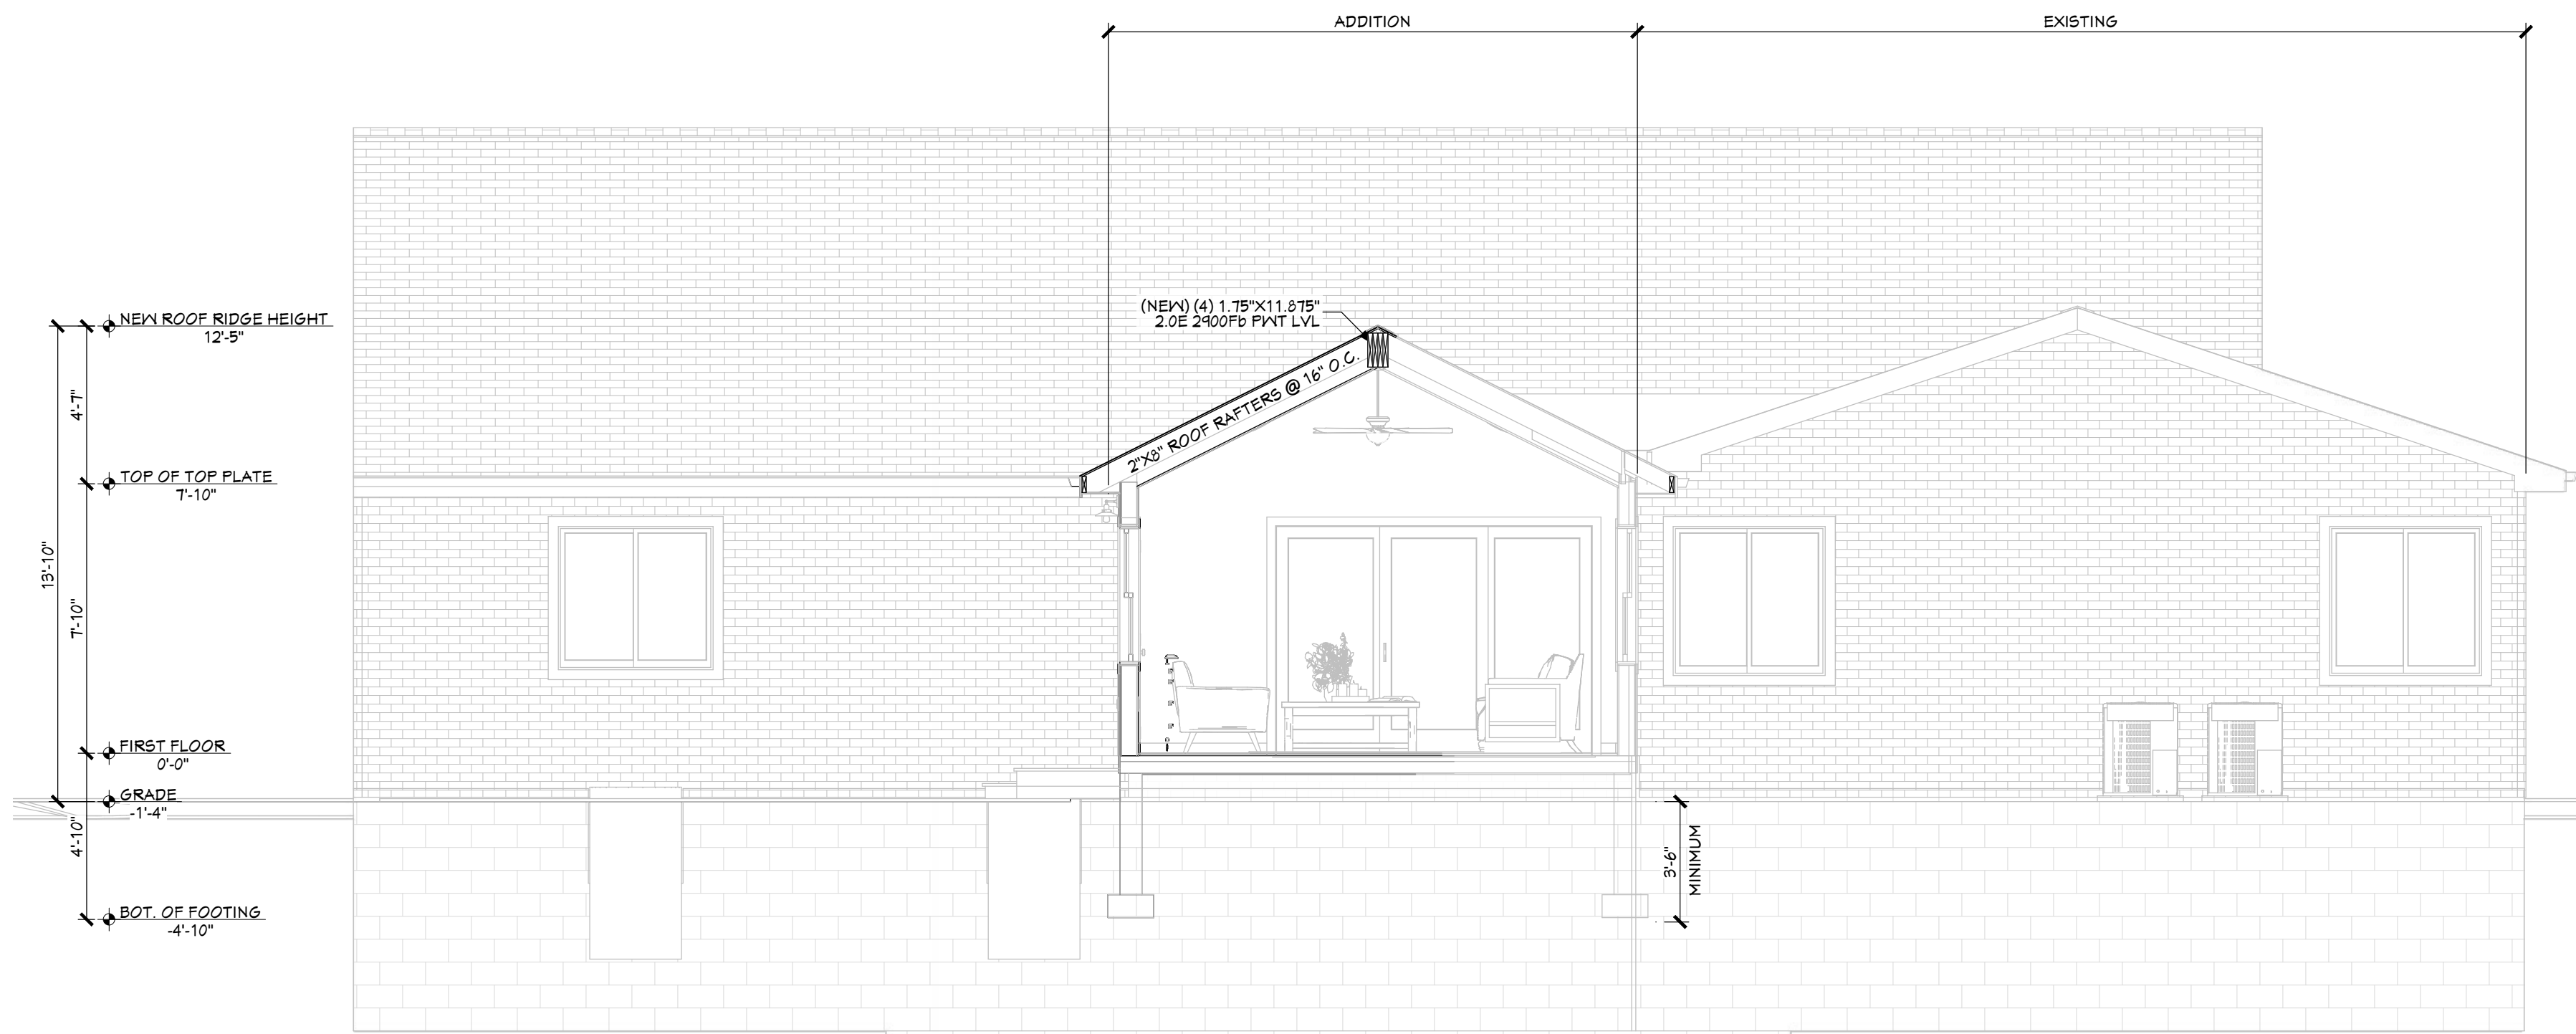 ADDITION
EXISTING
(NEW) (4) 1.75"X11.875"
2.0E 2900Fb PWT LVL
2"X8" ROOF RAFTERS @ 16" O.C.
NEW ROOF RIDGE HEIGHT
12'-5"
4'-7"
TOP OF TOP PLATE
7'-10"
13'-10"
7'-10"
FIRST FLOOR
0'-0"
GRADE
-1'-4"
4'-10"
BOT. OF FOOTING
-4'-10"
3'-6"
MINIMUM